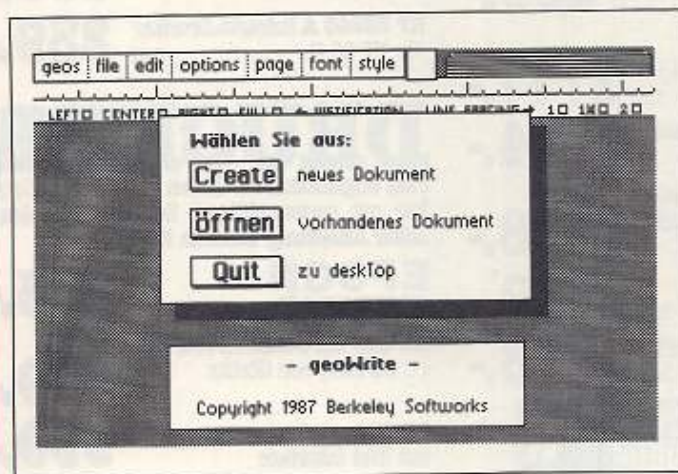 geos file edit options page font style
LEFT CENTER RIGHT FULL ← JUSTIFICATION LINE SPACING→ 1 1½ 2
Wählen Sie aus:
Create neues Dokument
Öffnen vorhandenes Dokument
Quit zu deskTop
- geoWrite -
Copyright 1987 Berkeley Softworks